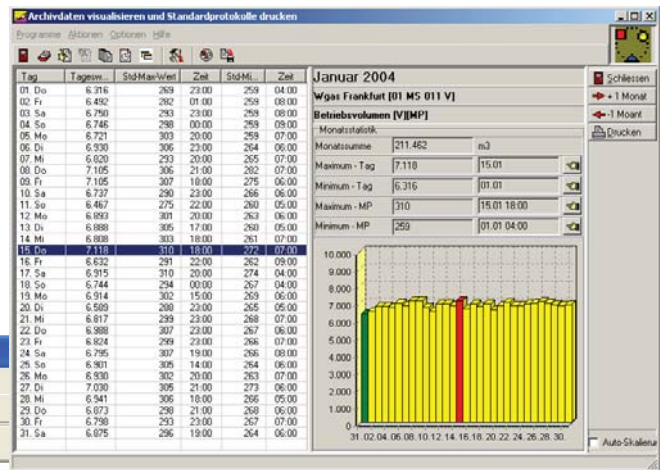 Archivdaten visualisieren und Standardprotokolle drucken
Programme Aktionen Optionen Hilfe
Tag Tagesw... Std-Max-Wert Zeit Std-Mi... Zeit
01. Do 6.316 269 23:00 259 04:00
02. Fr 6.492 282 01:00 259 08:00
03. Sa 6.750 293 23:00 259 08:00
04. So 6.746 298 00:00 259 09:00
05. Mo 6.721 303 20:00 259 07:00
06. Di 6.930 306 23:00 264 06:00
07. Mi 6.820 293 20:00 265 07:00
08. Do 7.105 306 21:00 282 07:00
09. Fr 7.105 307 18:00 275 06:00
10. Sa 6.737 290 23:00 266 06:00
11. So 6.467 275 22:00 260 05:00
12. Mo 6.893 301 20:00 263 06:00
13. Di 6.888 305 17:00 260 05:00
14. Mi 6.808 303 18:00 261 07:00
15. Do 7.118 310 18:00 272 07:00
16. Fr 6.632 291 22:00 262 09:00
17. Sa 6.915 310 20:00 274 04:00
18. So 6.744 294 00:00 267 04:00
19. Mo 6.914 302 15:00 269 06:00
20. Di 6.589 288 23:00 265 05:00
21. Mi 6.817 299 23:00 268 07:00
22. Do 6.988 307 23:00 267 06:00
23. Fr 6.824 299 23:00 266 07:00
24. Sa 6.795 307 19:00 266 08:00
25. So 6.901 305 14:00 264 06:00
26. Mo 6.930 302 20:00 263 07:00
27. Di 7.030 305 21:00 273 06:00
28. Mi 6.941 306 18:00 266 05:00
29. Do 6.873 298 21:00 268 06:00
30. Fr 6.798 293 23:00 267 07:00
31. Sa 6.875 296 19:00 264 06:00
Januar 2004
Wgas Frankfurt [01 MS 011 V]
Betriebsvolumen [V][MP]
Monatsstatistik
Monatssumme 211.462 m3
Maximum - Tag 7.118 15.01
Minimum - Tag 6.316 01.01
Maximum - MP 310 15.01 18:00
Minimum - MP 259 01.01 04:00
10.000
9.000
8.000
7.000
6.000
5.000
4.000
3.000
2.000
1.000
0
31. 02. 04. 06. 08. 10. 12. 14. 16. 18. 20. 22. 24. 26. 28. 30.
Schliessen
+ 1 Monat
-1 Moant
Drucken
Auto-Skalieru